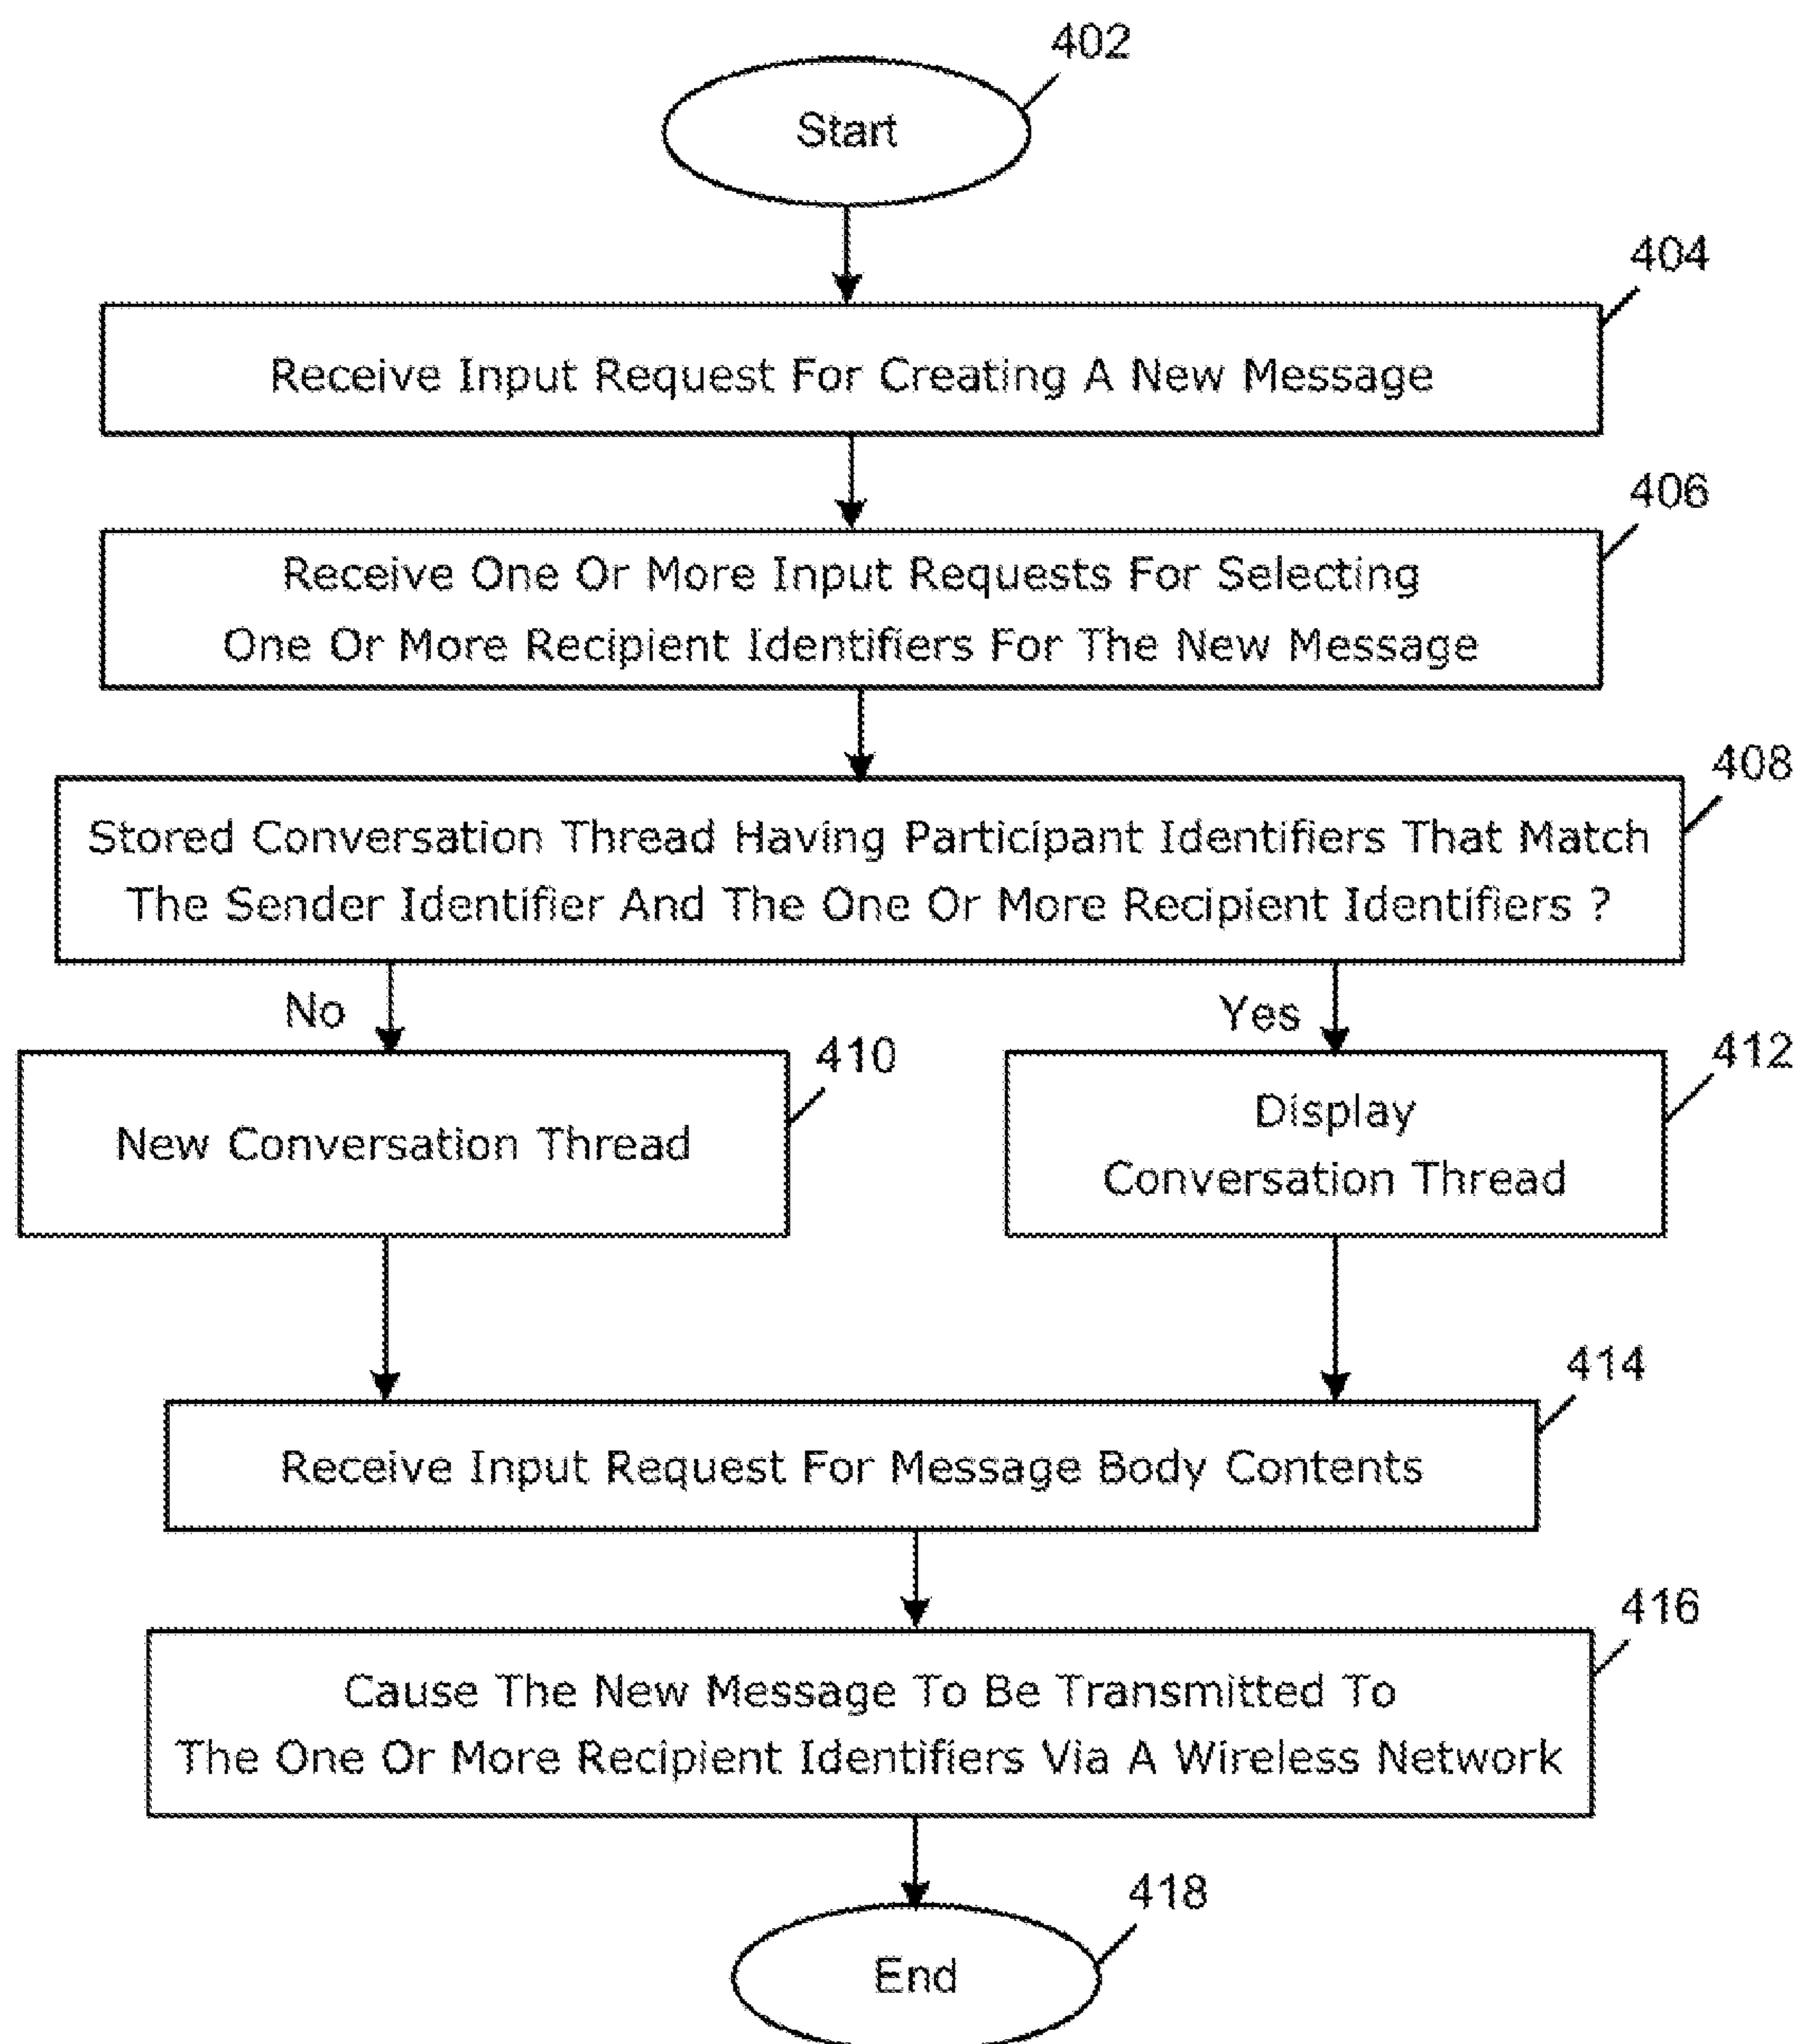 402
Start
404
Receive Input Request For Creating A New Message
406
Receive One Or More Input Requests For Selecting
One Or More Recipient Identifiers For The New Message
408
Stored Conversation Thread Having Participant Identifiers That Match
The Sender Identifier And The One Or More Recipient Identifiers ?
No
Yes
410
412
New Conversation Thread
Display
Conversation Thread
414
Receive Input Request For Message Body Contents
416
Cause The New Message To Be Transmitted To
The One Or More Recipient Identifiers Via A Wireless Network
418
End